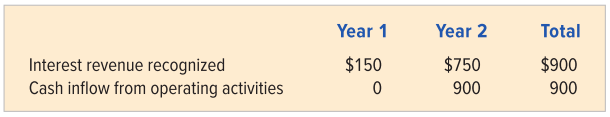 Year 1 Year 2 Total
Interest revenue recognized $150 $750 $900
Cash inflow from operating activities 0 900 900